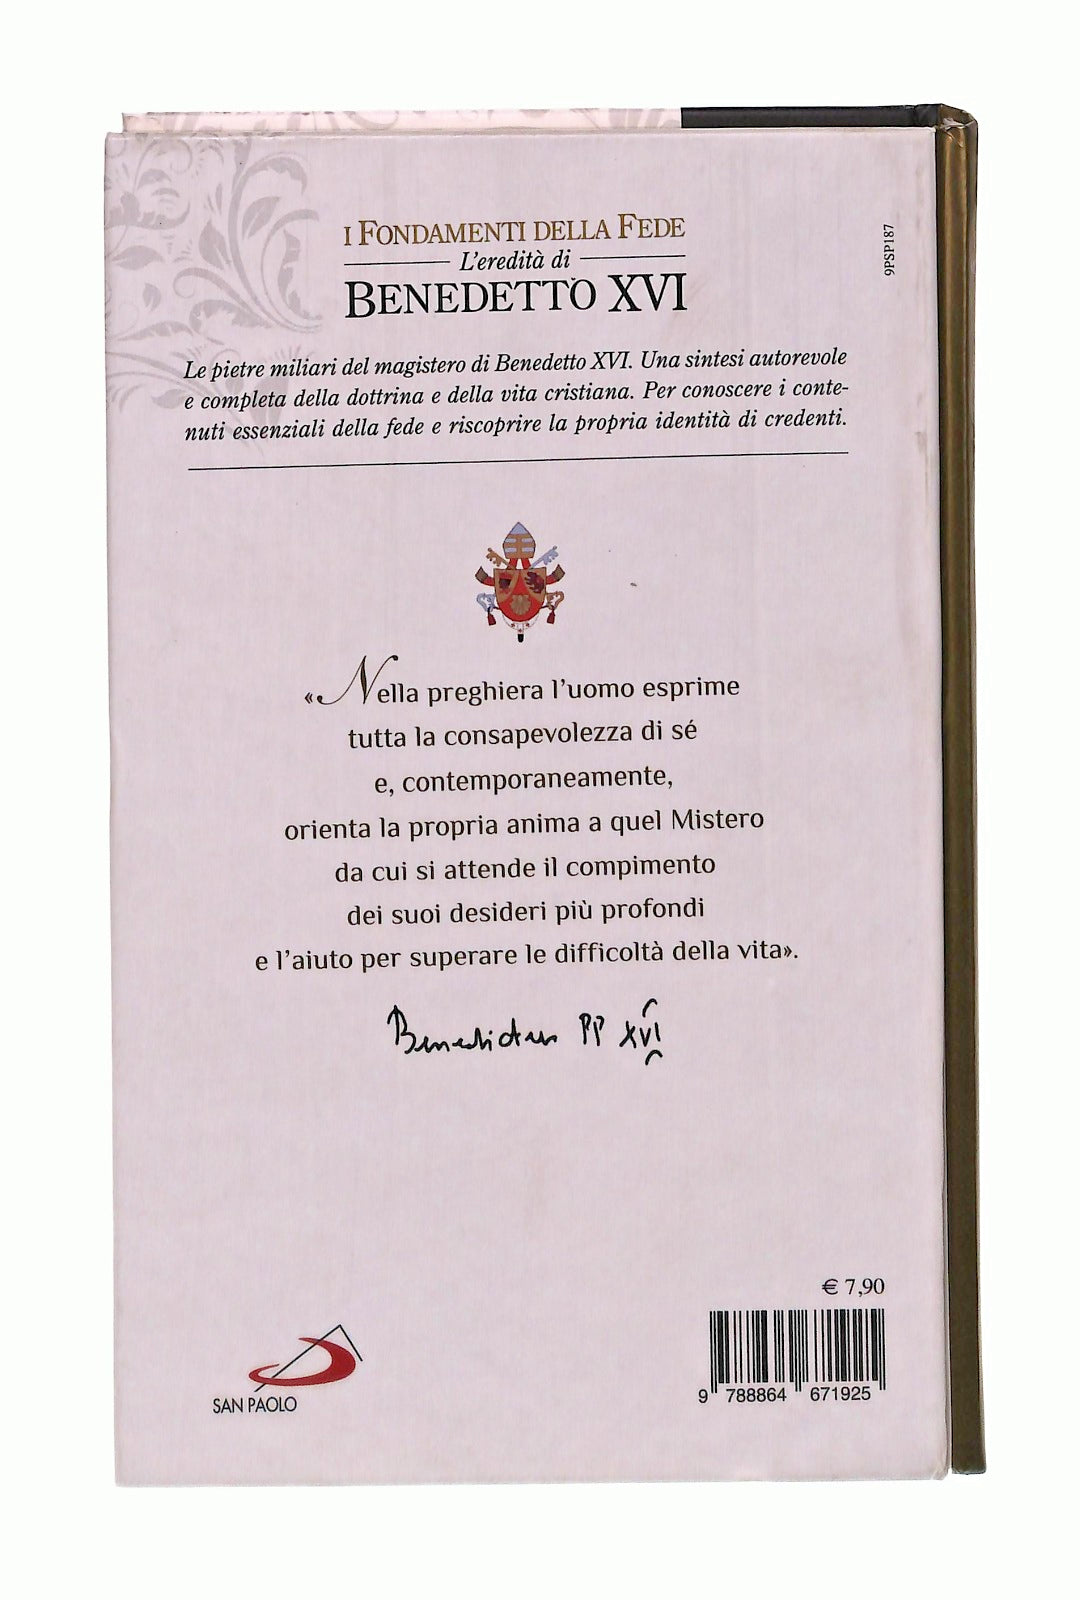 I FONDAMENTI DELLA FEDE
L'eredità di
BENEDETTO XVI
9PSP187
Le pietre miliari del magistero di Benedetto XVI. Una sintesi autorevole
e completa della dottrina e della vita cristiana. Per conoscere i conte-
nuti essenziali della fede e riscoprire la propria identità di credenti.
«Nella preghiera l'uomo esprime
tutta la consapevolezza di sé
e, contemporaneamente,
orienta la propria anima a quel Mistero
da cui si attende il compimento
dei suoi desideri più profondi
e l'aiuto per superare le difficoltà della vita».
Benedictus PP XVI
€ 7,90
9 788864 671925
SAN PAOLO